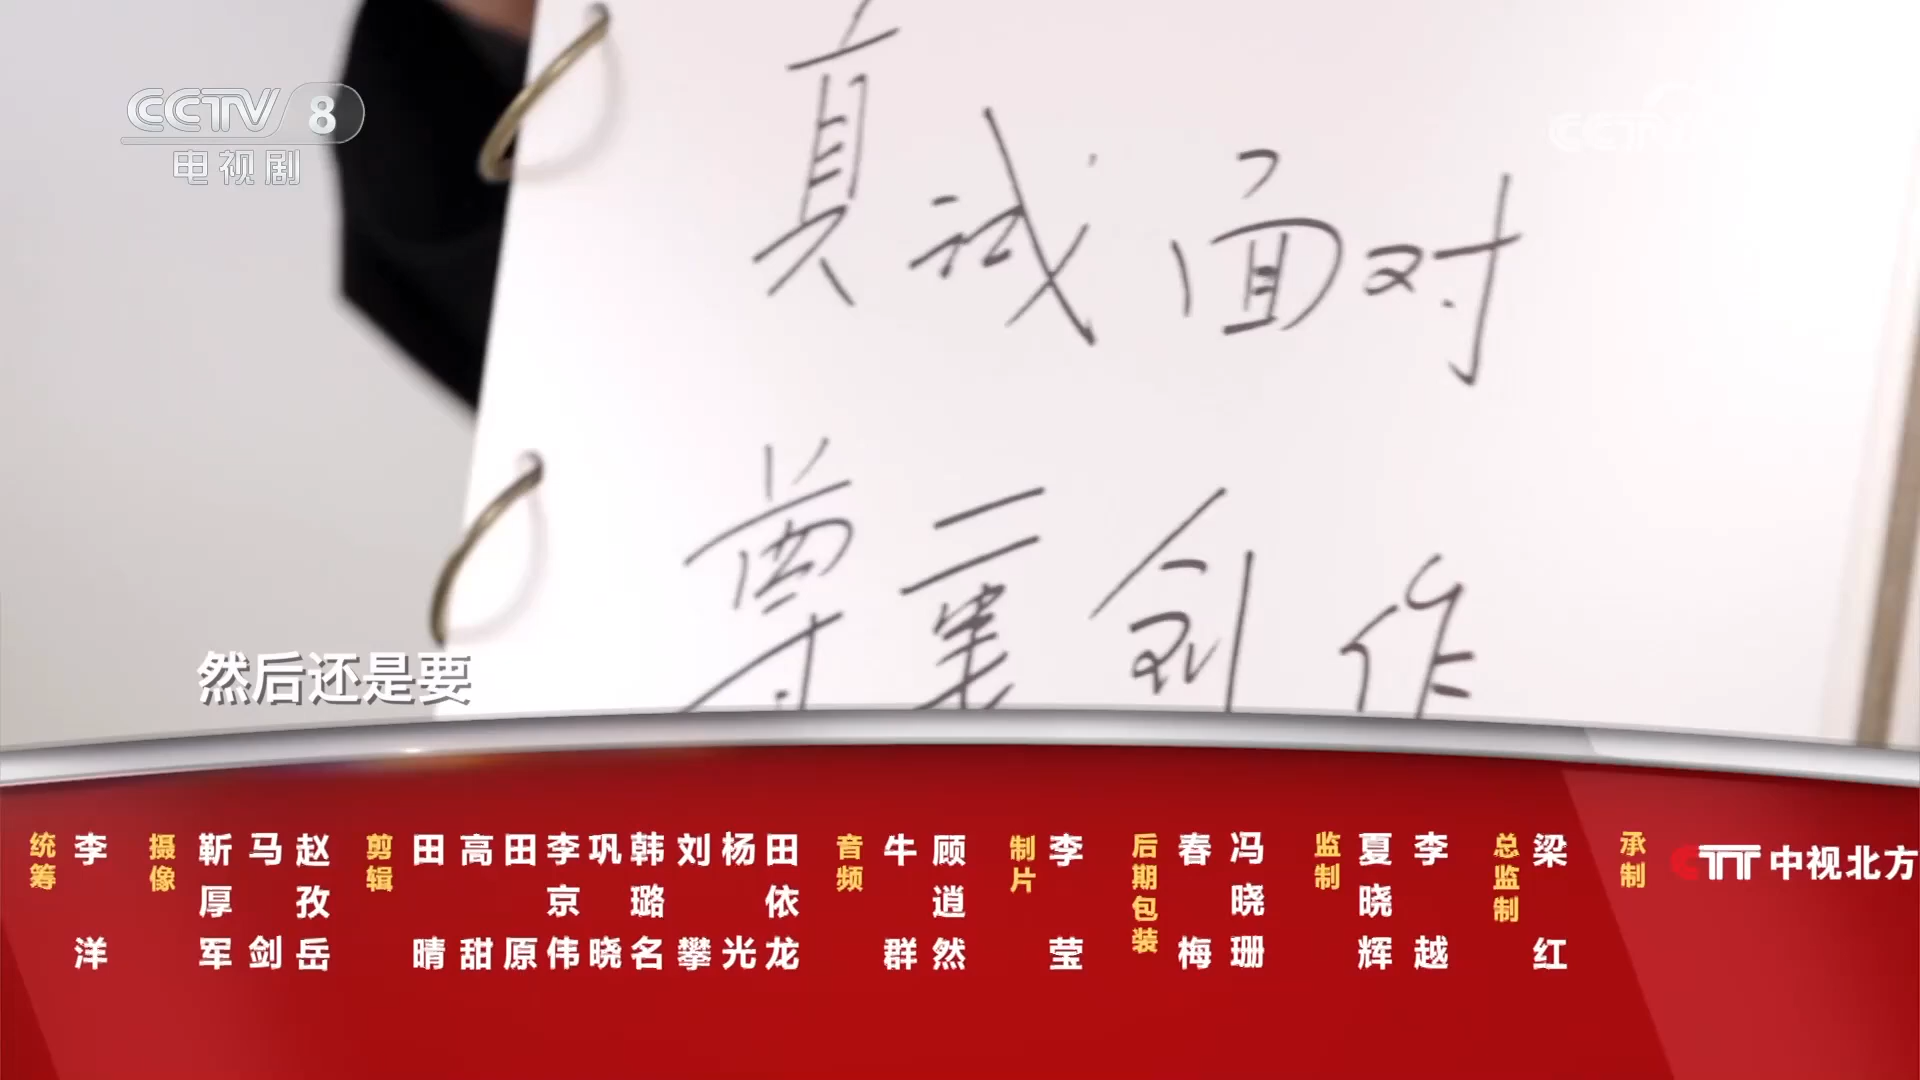 CCTV 8
电视剧
CCTV
真诚面对
尊重创作
然后还是要
统筹 李洋
摄像 靳厚军 马剑 赵孜岳
剪辑 田晴 高甜 田原 李京伟 巩晓 韩璐名 刘攀 杨光 田依龙
音频 牛群 顾逍然
制片 李莹
后期包装 春梅 冯晓珊
监制 夏晓辉 李越
总监制 梁红
承制 CTT 中视北方